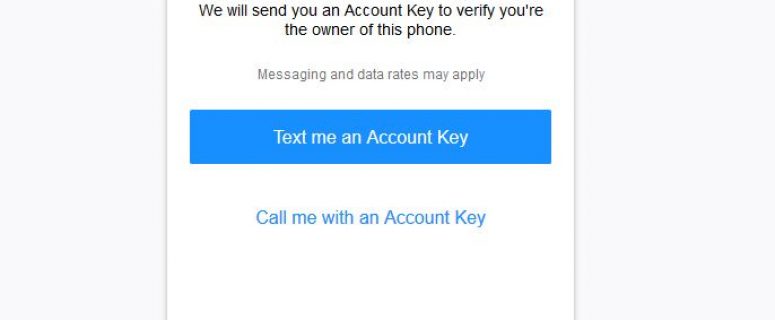 We will send you an Account Key to verify you're
the owner of this phone.
Messaging and data rates may apply
Text me an Account Key
Call me with an Account Key